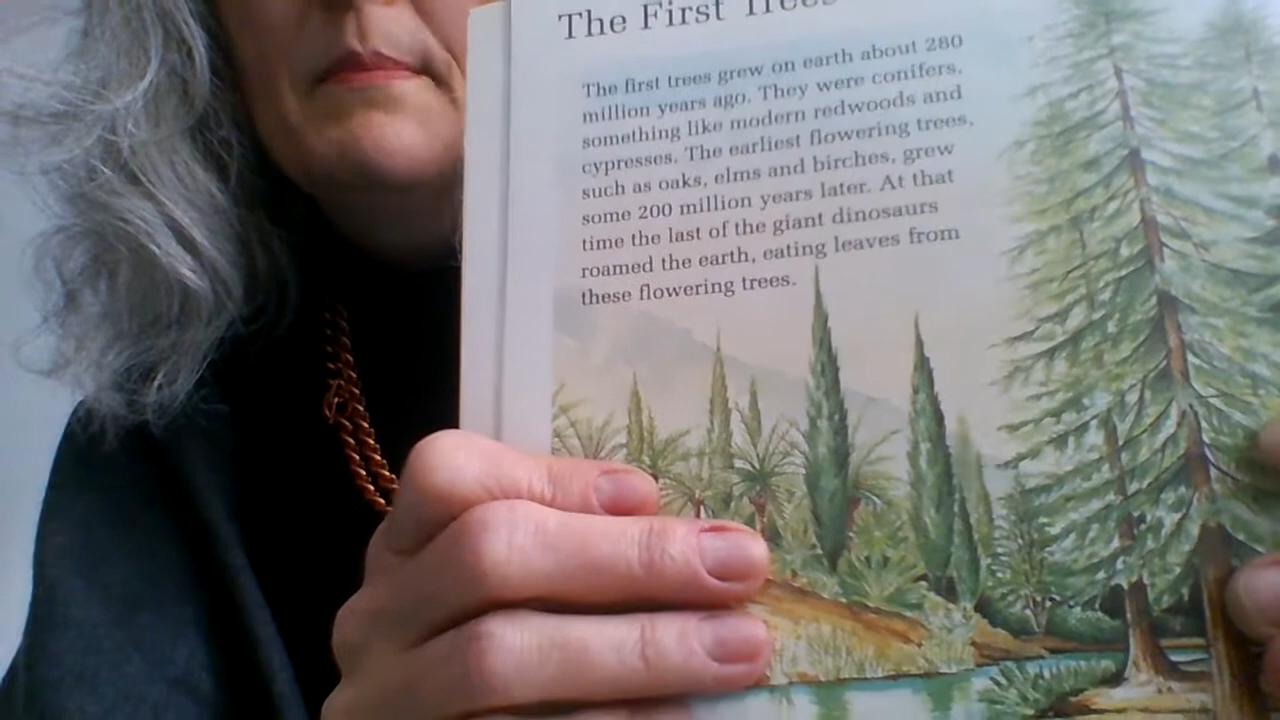 The First Trees
The first trees grew on earth about 280
million years ago. They were conifers,
something like modern redwoods and
cypresses. The earliest flowering trees,
such as oaks, elms and birches, grew
some 200 million years later. At that
time the last of the giant dinosaurs
roamed the earth, eating leaves from
these flowering trees.